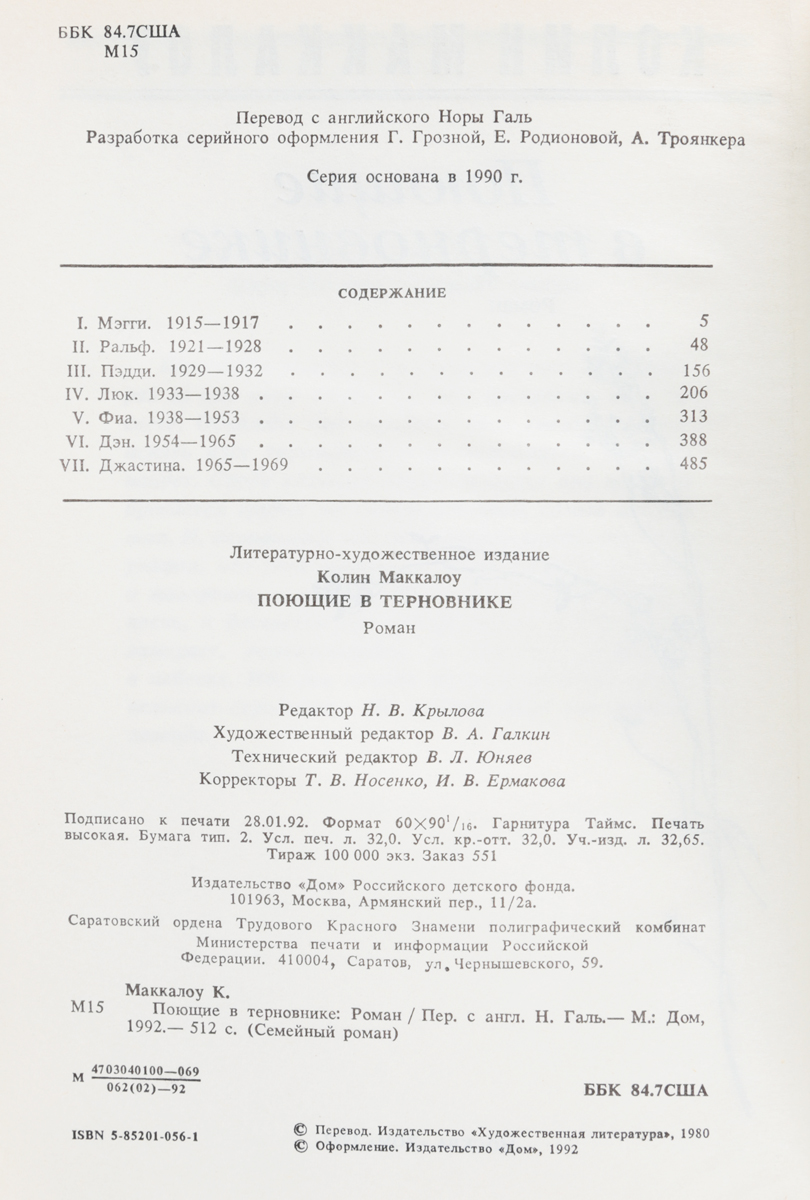 ББК 84.7США
М15
Перевод с английского Норы Галь
Разработка серийного оформления Г. Грозной, Е. Родионовой, А. Троянкера
Серия основана в 1990 г.
СОДЕРЖАНИЕ
I. Мэгги. 1915—1917 . . . . . . . . . . . . . 5
II. Ральф. 1921—1928 . . . . . . . . . . . . . 48
III. Пэдди. 1929—1932 . . . . . . . . . . . . . 156
IV. Люк. 1933—1938 . . . . . . . . . . . . . . 206
V. Фиа. 1938—1953 . . . . . . . . . . . . . . 313
VI. Дэн. 1954—1965 . . . . . . . . . . . . . . 388
VII. Джастина. 1965—1969 . . . . . . . . . . . . 485
Литературно-художественное издание
Колин Маккалоу
ПОЮЩИЕ В ТЕРНОВНИКЕ
Роман
Редактор Н. В. Крылова
Художественный редактор В. А. Галкин
Технический редактор В. Л. Юняев
Корректоры Т. В. Носенко, И. В. Ермакова
Подписано к печати 28.01.92. Формат 60×90¹/₁₆. Гарнитура Таймс. Печать
высокая. Бумага тип. 2. Усл. печ. л. 32,0. Усл. кр.-отт. 32,0. Уч.-изд. л. 32,65.
Тираж 100 000 экз. Заказ 551
Издательство «Дом» Российского детского фонда.
101963, Москва, Армянский пер., 11/2а.
Саратовский ордена Трудового Красного Знамени полиграфический комбинат
Министерства печати и информации Российской
Федерации. 410004, Саратов, ул. Чернышевского, 59.
Маккалоу К.
М15 Поющие в терновнике: Роман / Пер. с англ. Н. Галь.— М.: Дом,
1992.— 512 с. (Семейный роман)
М 4703040100—069
062(02)—92
ББК 84.7США
ISBN 5-85201-056-1
© Перевод. Издательство «Художественная литература», 1980
© Оформление. Издательство «Дом», 1992